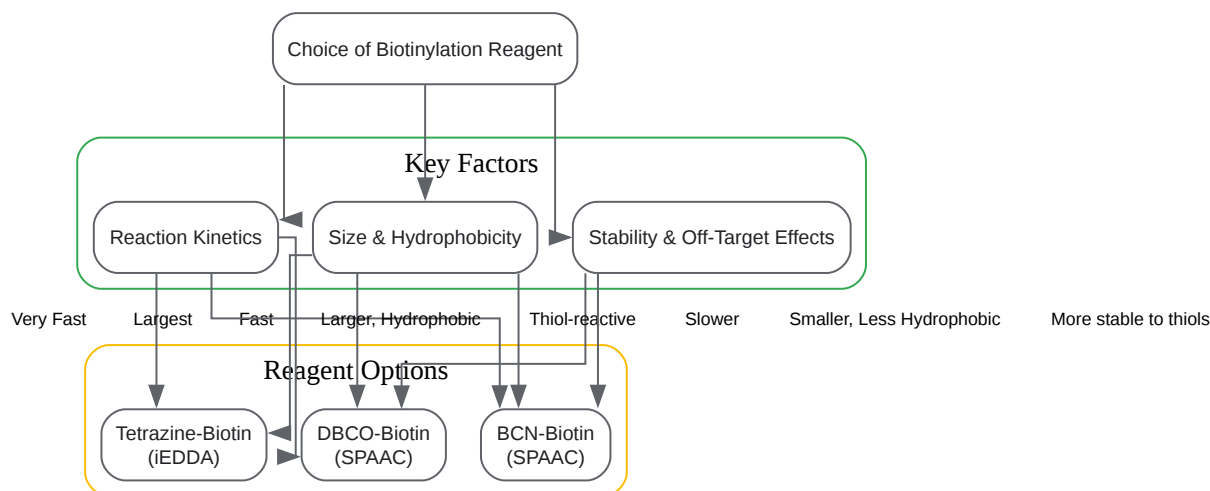 Choice of Biotinylation Reagent
Key Factors
Reaction Kinetics
Size & Hydrophobicity
Stability & Off-Target Effects
Very Fast
Largest
Fast
Larger, Hydrophobic
Thiol-reactive
Slower
Smaller, Less Hydrophobic
More stable to thiols
Reagent Options
Tetrazine-Biotin
(iEDDA)
DBCO-Biotin
(SPAAC)
BCN-Biotin
(SPAAC)